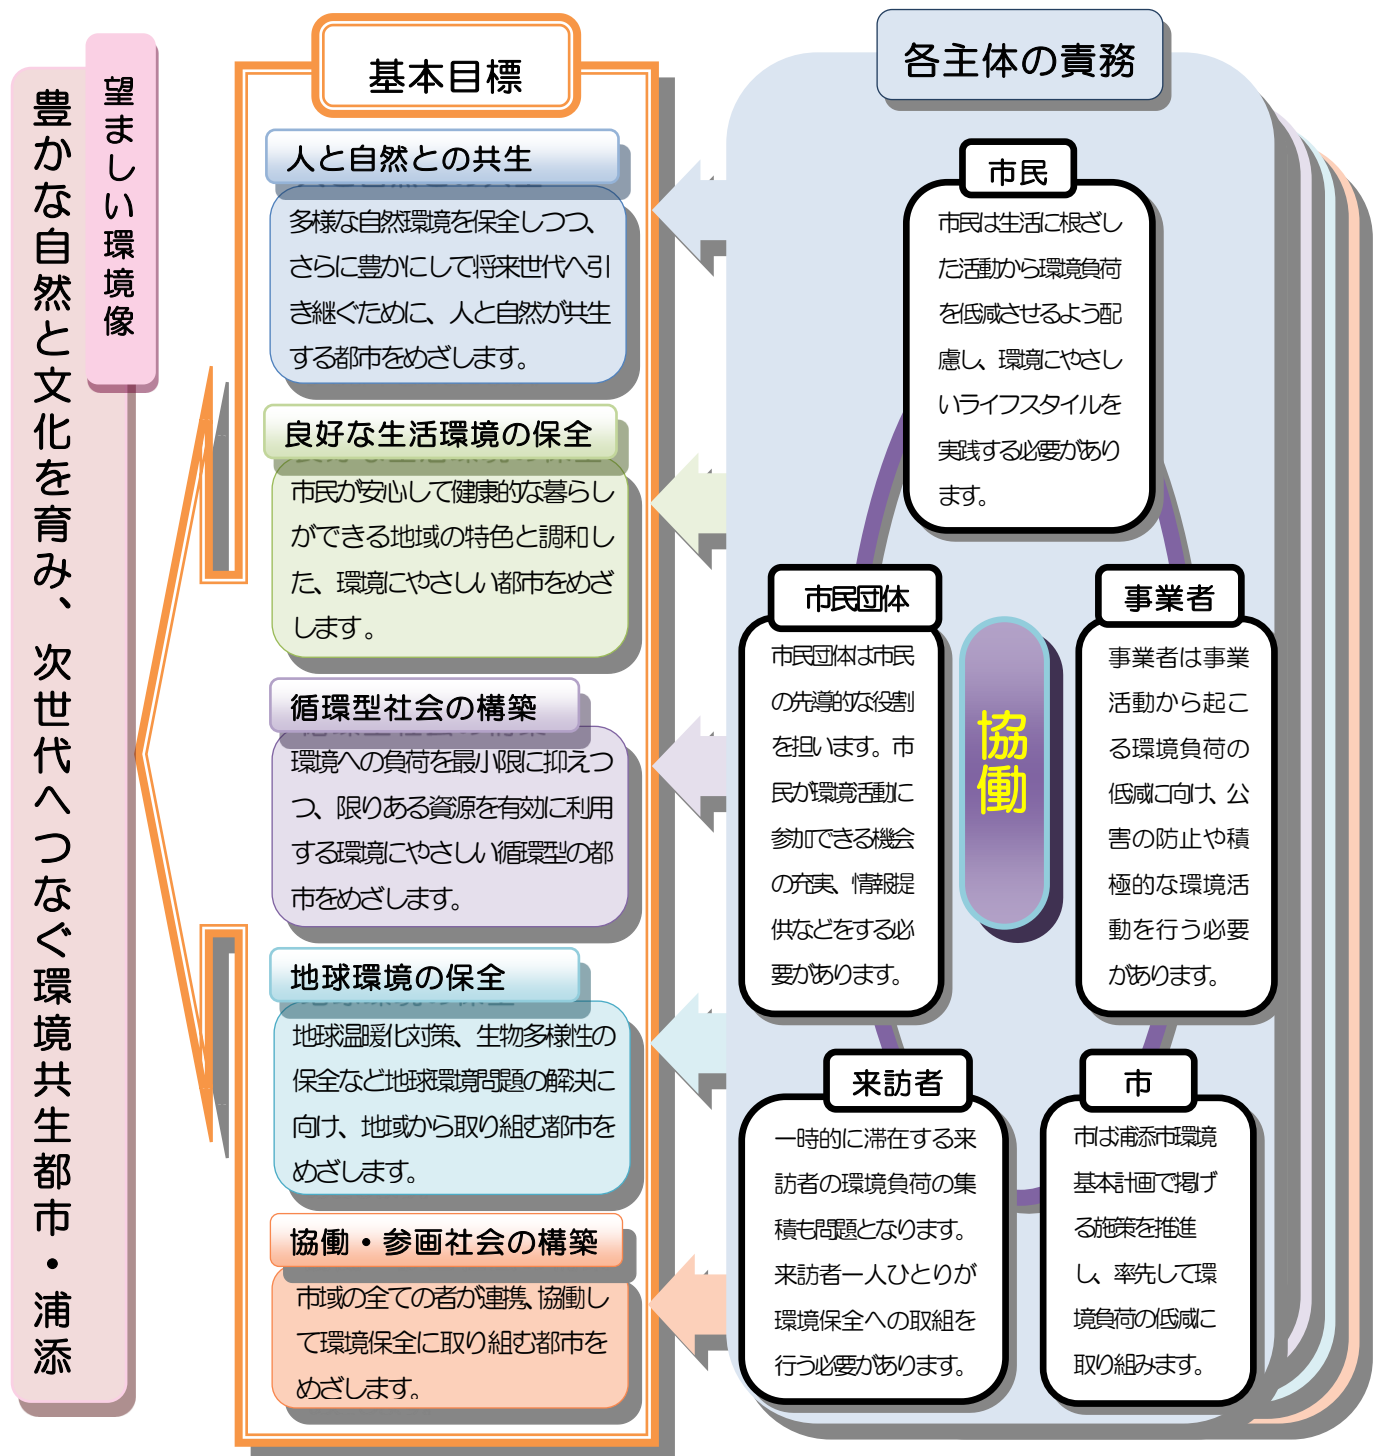 望ましい環境像
豊かな自然と文化を育み、次世代へつなぐ環境共生都市・浦添
基本目標
人と自然との共生
多様な自然環境を保全しつつ、
さらに豊かにして将来世代へ引
き継ぐために、人と自然が共生
する都市をめざします。
良好な生活環境の保全
市民が安心して健康的な暮らし
ができる地域の特色と調和し
た、環境にやさしい都市をめざ
します。
循環型社会の構築
環境への負荷を最小限に抑えつ
つ、限りある資源を有効に利用
する環境にやさしい循環型の都
市をめざします。
地球環境の保全
地球温暖化対策、生物多様性の
保全など地球環境問題の解決に
向け、地域から取り組む都市を
めざします。
協働・参画社会の構築
市域の全ての者が連携、協働し
て環境保全に取り組む都市を
めざします。
各主体の責務
市民
市民は生活に根ざし
た活動から環境負荷
を低減させるよう配
慮し、環境にやさし
いライフスタイルを
実践する必要があり
ます。
市民団体
市民団体は市民
の先導的な役割
を担います。市
民が環境活動に
参加できる機会
の充実、情報提
供などをする必
要があります。
協働
事業者
事業者は事業
活動から起こ
る環境負荷の
低減に向け、公
害の防止や積
極的な環境活
動を行う必要
があります。
来訪者
一時的に滞在する来
訪者の環境負荷の集
積も問題となります。
来訪者一人ひとりが
環境保全への取組を
行う必要があります。
市
市は浦添市環境
基本計画で掲げ
る施策を推進
し、率先して環
境負荷の低減に
取り組みます。